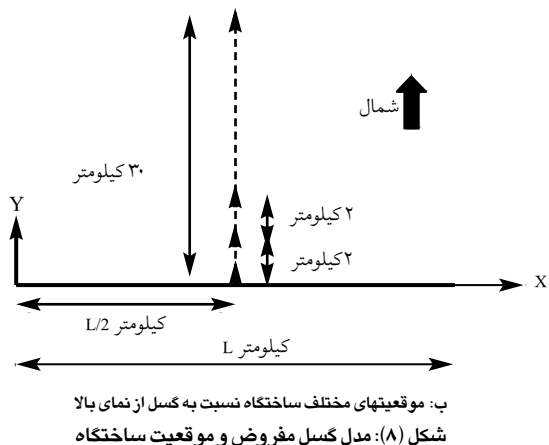 شمال
۳۰ کیلومتر
Y
۲ کیلومتر
۲ کیلومتر
X
L/2 کیلومتر
L کیلومتر
ب: موقعیتهای مختلف ساختگاه نسبت به گسل از نمای بالا
شکل (۸): مدل گسل مفروض و موقعیت ساختگاه